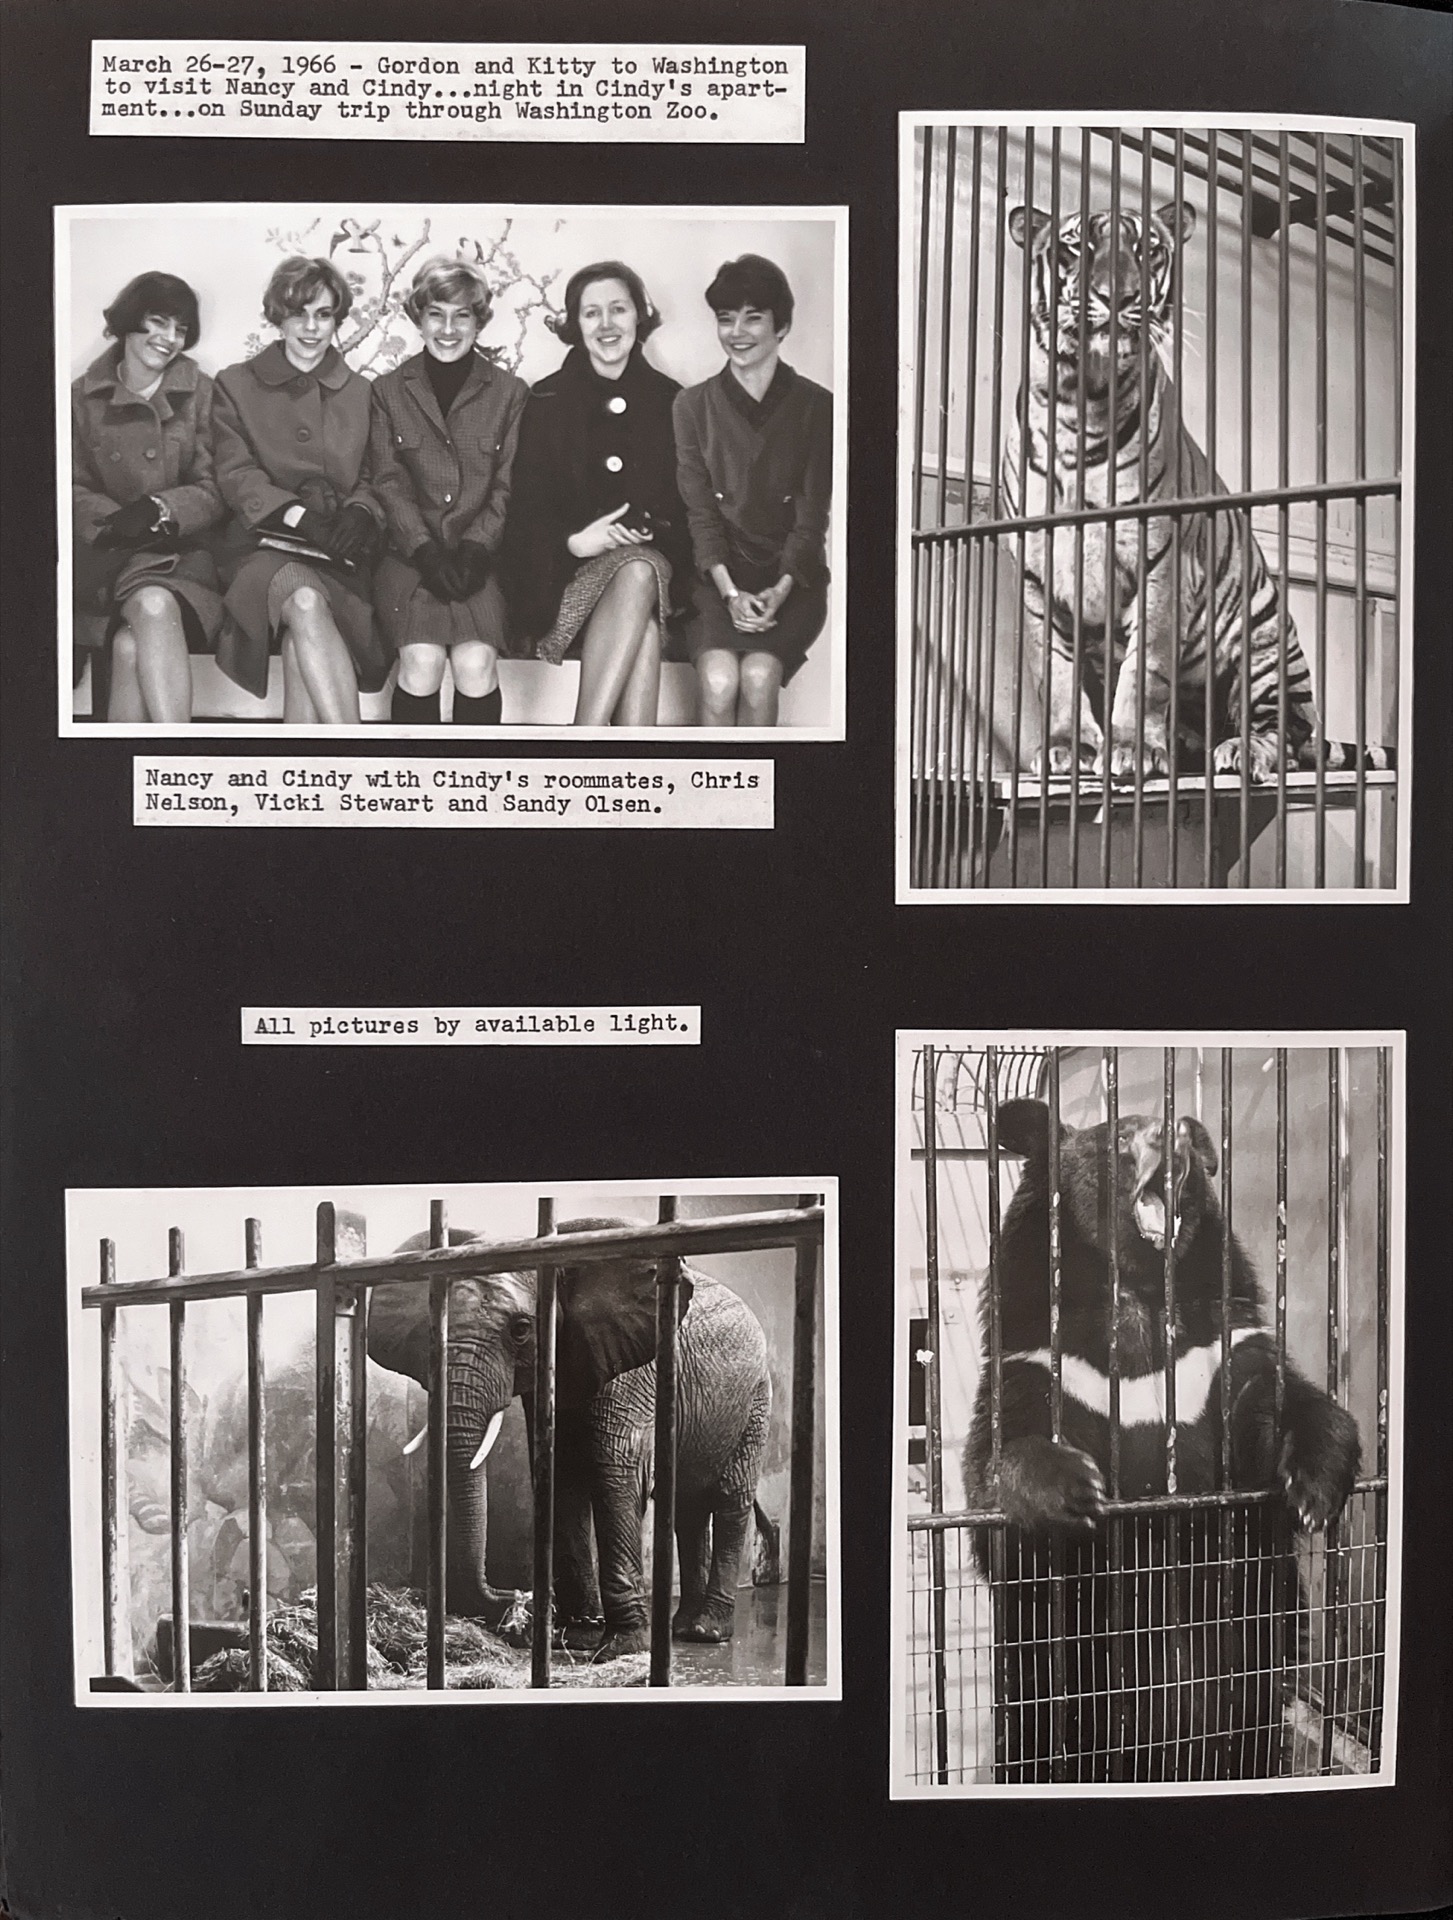 March 26-27, 1966 - Gordon and Kitty to Washington
to visit Nancy and Cindy...night in Cindy's apart-
ment...on Sunday trip through Washington Zoo.
Nancy and Cindy with Cindy's roommates, Chris
Nelson, Vicki Stewart and Sandy Olsen.
All pictures by available light.